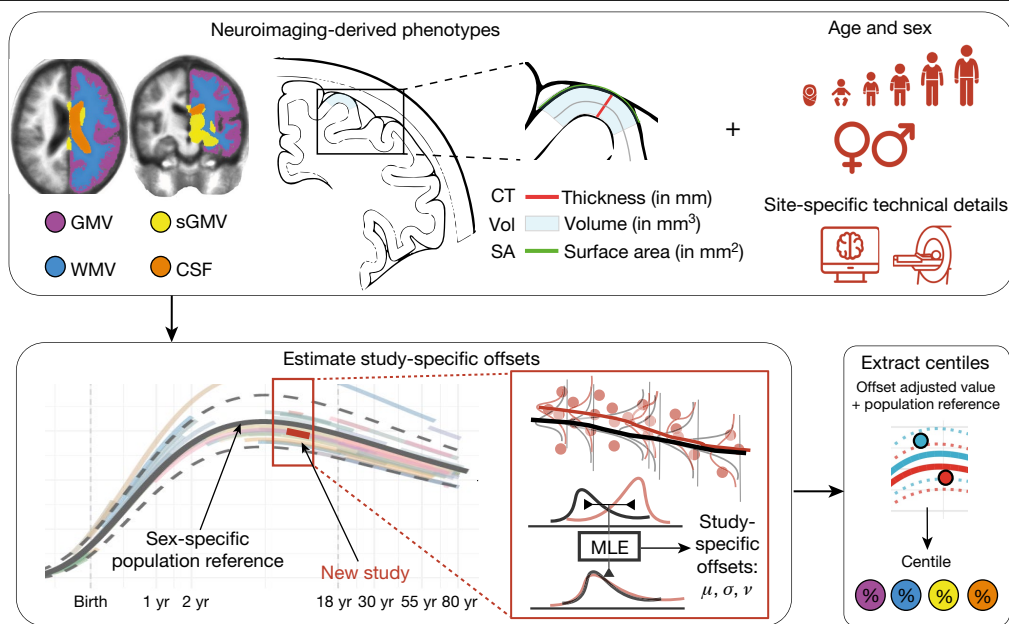 Neuroimaging-derived phenotypes
Age and sex
+
CT Thickness (in mm)
Vol Volume (in mm³)
SA Surface area (in mm²)
Site-specific technical details
GMV sGMV
WMV CSF
Estimate study-specific offsets
Sex-specific
population reference
New study
Birth 1 yr 2 yr 18 yr 30 yr 55 yr 80 yr
MLE
Study-
specific
offsets:
μ, σ, ν
Extract centiles
Offset adjusted value
+ population reference
Centile
% % % %